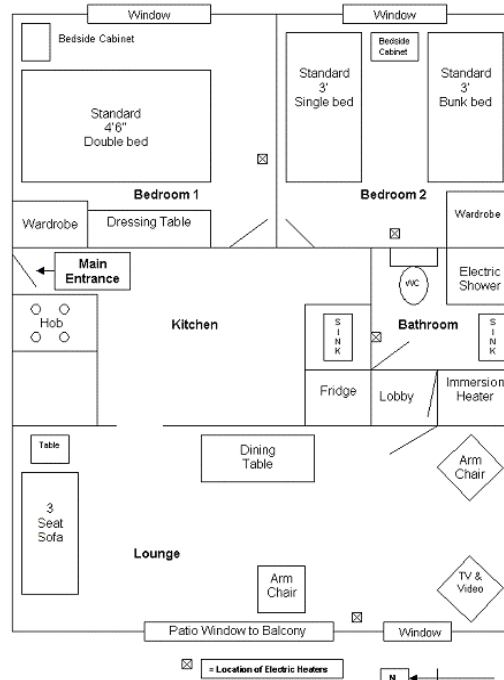 Window
Window
Bedside Cabinet
Bedside
Cabinet
Standard
4'6"
Double bed
Standard
3'
Single bed
Standard
3'
Bunk bed
Bedroom 1
Bedroom 2
Wardrobe
Dressing Table
Wardrobe
Main
Entrance
WC
Electric
Shower
Hob
Kitchen
SINK
Bathroom
SINK
Fridge
Lobby
Immersion
Heater
Table
Dining
Table
Arm
Chair
3
Seat
Sofa
Lounge
Arm
Chair
TV &
Video
Patio Window to Balcony
Window
= Location of Electric Heaters
N